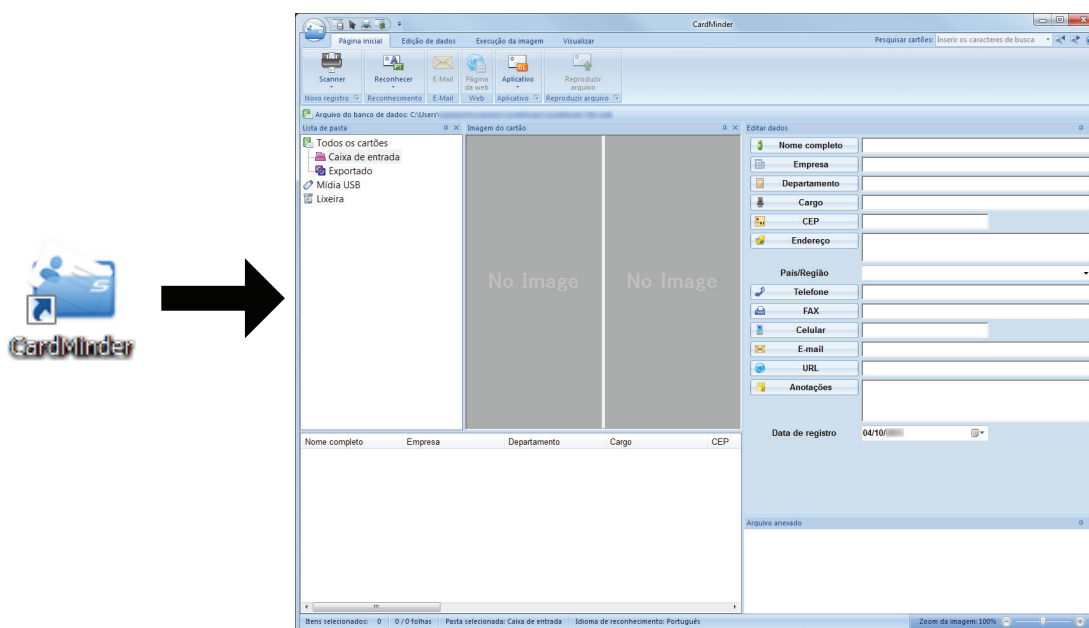 CardMinder
CardMinder
Página inicial Edição de dados Execução da imagem Visualizar
Pesquisar cartões: Inserir os caracteres de busca
Scanner Reconhecer E-Mail Página da web Aplicativo Reproduzir arquivo
Novo registro Reconhecimento E-Mail Web Aplicativo Reproduzir arquivo
Arquivo do banco de dados: C:\Users\
Lista de pasta Imagem do cartão Editar dados
Todos os cartões
Caixa de entrada
Exportado
Mídia USB
Lixeira
No Image No Image
Nome completo
Empresa
Departamento
Cargo
CEP
Endereço
País/Região
Telefone
FAX
Celular
E-mail
URL
Anotações
Data de registro 04/10/
Nome completo Empresa Departamento Cargo CEP
Arquivo anexado
Itens selecionados: 0 0 / 0 folhas Pasta selecionada: Caixa de entrada Idioma de reconhecimento: Português Zoom da imagem: 100%